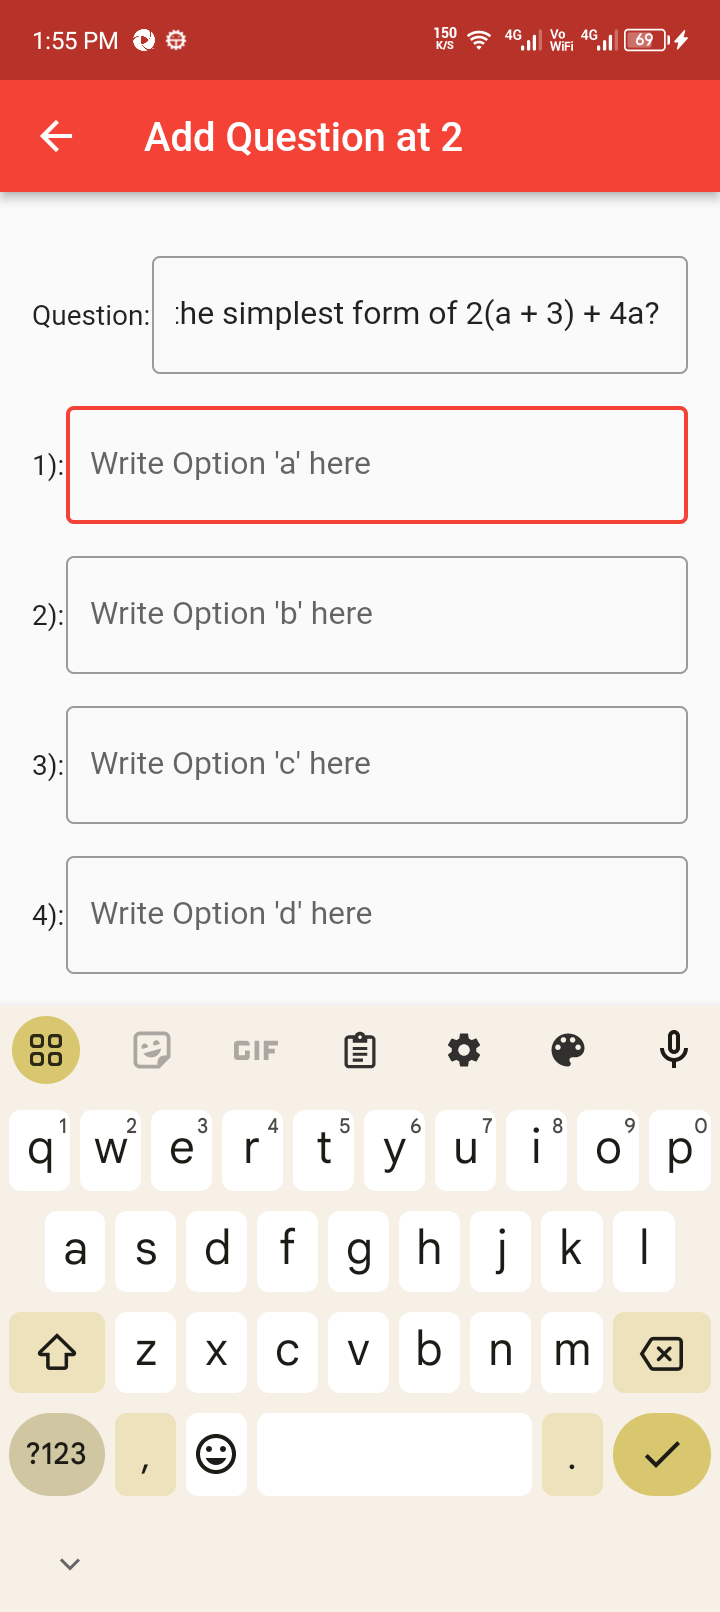 1:55 PM 150 K/S 4G Vo WiFi 4G 69
Add Question at 2
Question: :he simplest form of 2(a + 3) + 4a?
1): Write Option 'a' here
2): Write Option 'b' here
3): Write Option 'c' here
4): Write Option 'd' here
GIF
q1 w2 e3 r4 t5 y6 u7 i8 o9 p0
a s d f g h j k l
z x c v b n m
?123 , .